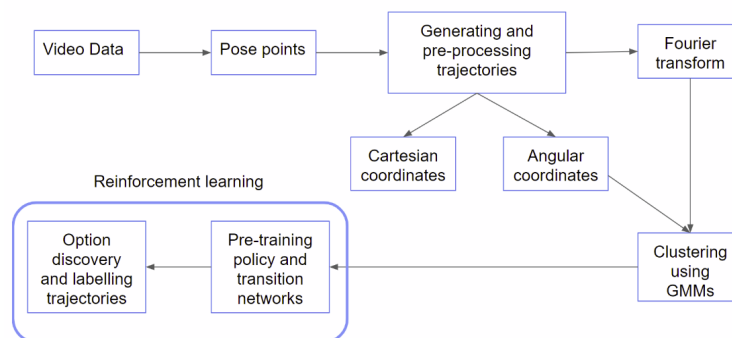 Video Data
Pose points
Generating and
pre-processing
trajectories
Fourier
transform
Cartesian
coordinates
Angular
coordinates
Reinforcement learning
Option
discovery
and labelling
trajectories
Pre-training
policy and
transition
networks
Clustering
using
GMMs